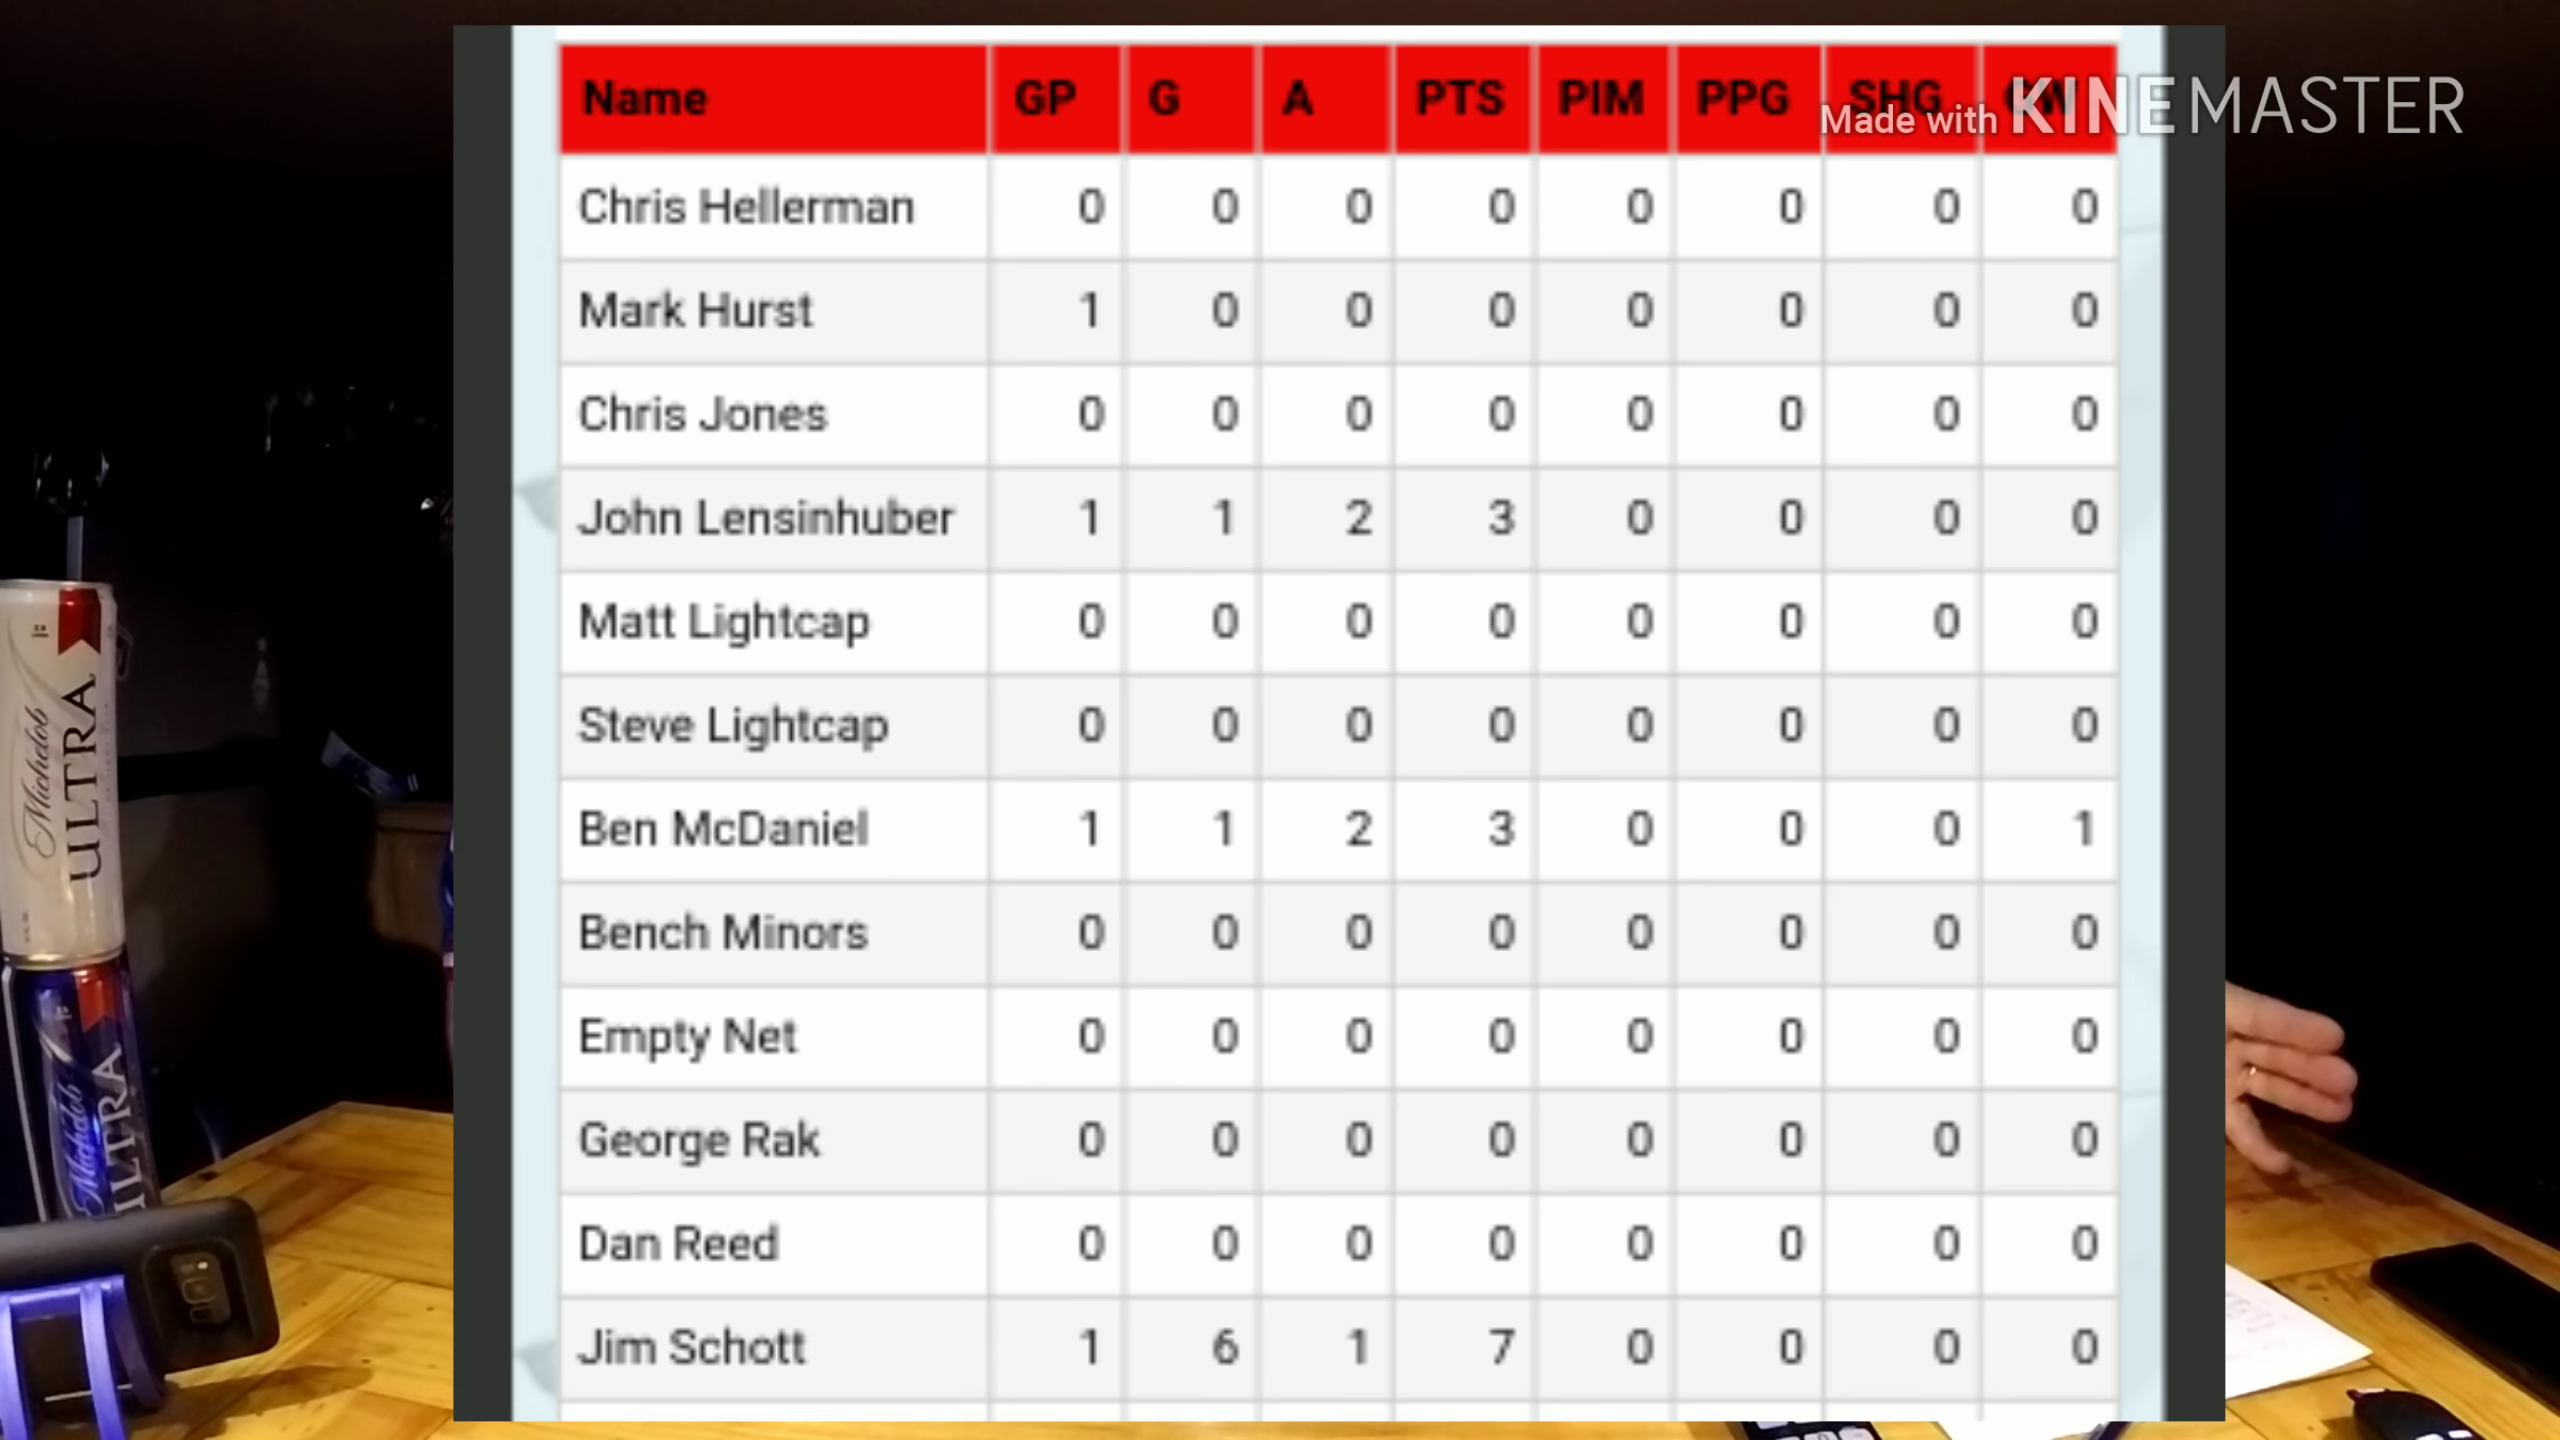 Name GP G A PTS PIM PPG SHG GW
Made with KINEMASTER
Chris Hellerman 0 0 0 0 0 0 0 0
Mark Hurst 1 0 0 0 0 0 0 0
Chris Jones 0 0 0 0 0 0 0 0
John Lensinhuber 1 1 2 3 0 0 0 0
Matt Lightcap 0 0 0 0 0 0 0 0
Steve Lightcap 0 0 0 0 0 0 0 0
Ben McDaniel 1 1 2 3 0 0 0 1
Bench Minors 0 0 0 0 0 0 0 0
Empty Net 0 0 0 0 0 0 0 0
George Rak 0 0 0 0 0 0 0 0
Dan Reed 0 0 0 0 0 0 0 0
Jim Schott 1 6 1 7 0 0 0 0
Michelob
ULTRA
Michelob
ULTRA